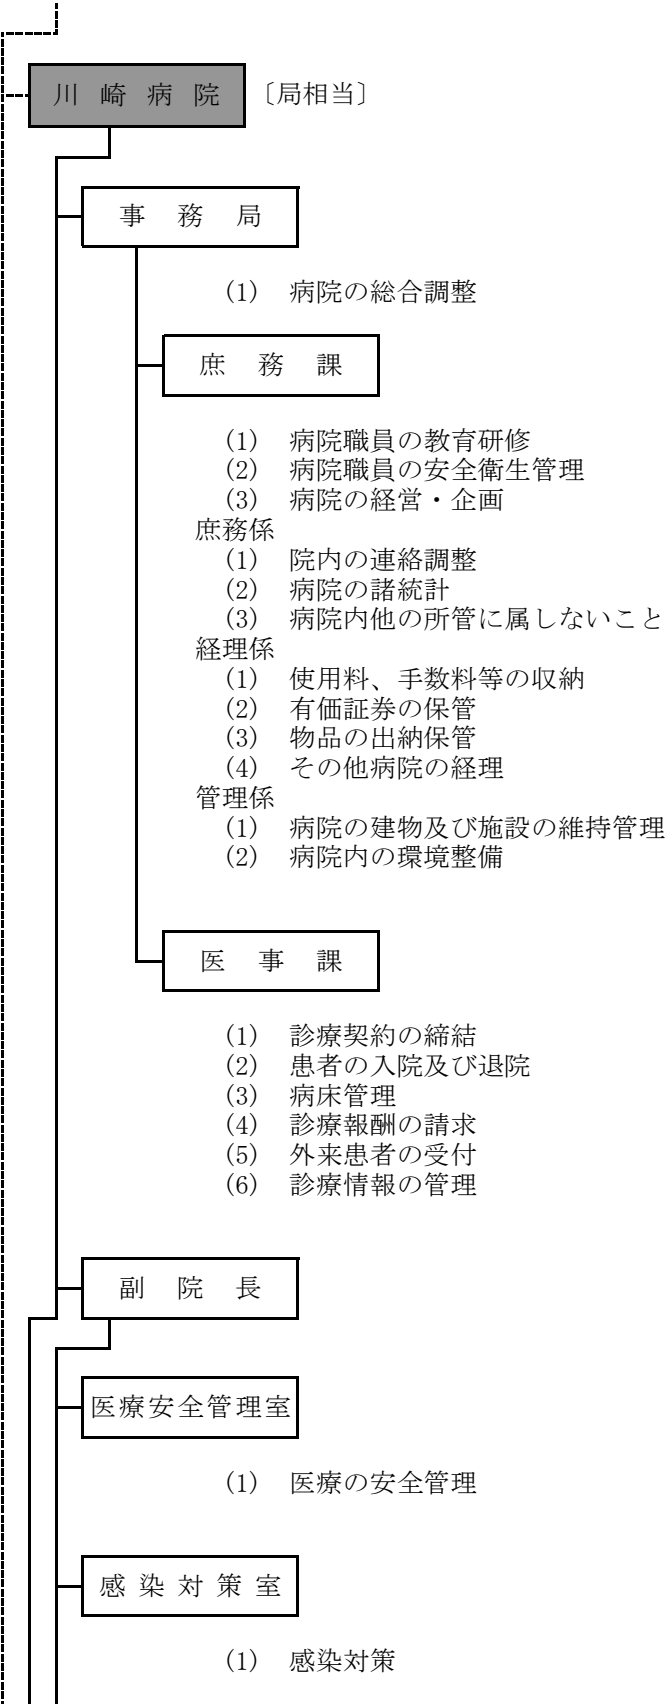 川崎病院 〔局相当〕
事務局
(1) 病院の総合調整
庶務課
(1) 病院職員の教育研修
(2) 病院職員の安全衛生管理
(3) 病院の経営・企画
庶務係
(1) 院内の連絡調整
(2) 病院の諸統計
(3) 病院内他の所管に属しないこと
経理係
(1) 使用料、手数料等の収納
(2) 有価証券の保管
(3) 物品の出納保管
(4) その他病院の経理
管理係
(1) 病院の建物及び施設の維持管理
(2) 病院内の環境整備
医事課
(1) 診療契約の締結
(2) 患者の入院及び退院
(3) 病床管理
(4) 診療報酬の請求
(5) 外来患者の受付
(6) 診療情報の管理
副院長
医療安全管理室
(1) 医療の安全管理
感染対策室
(1) 感染対策